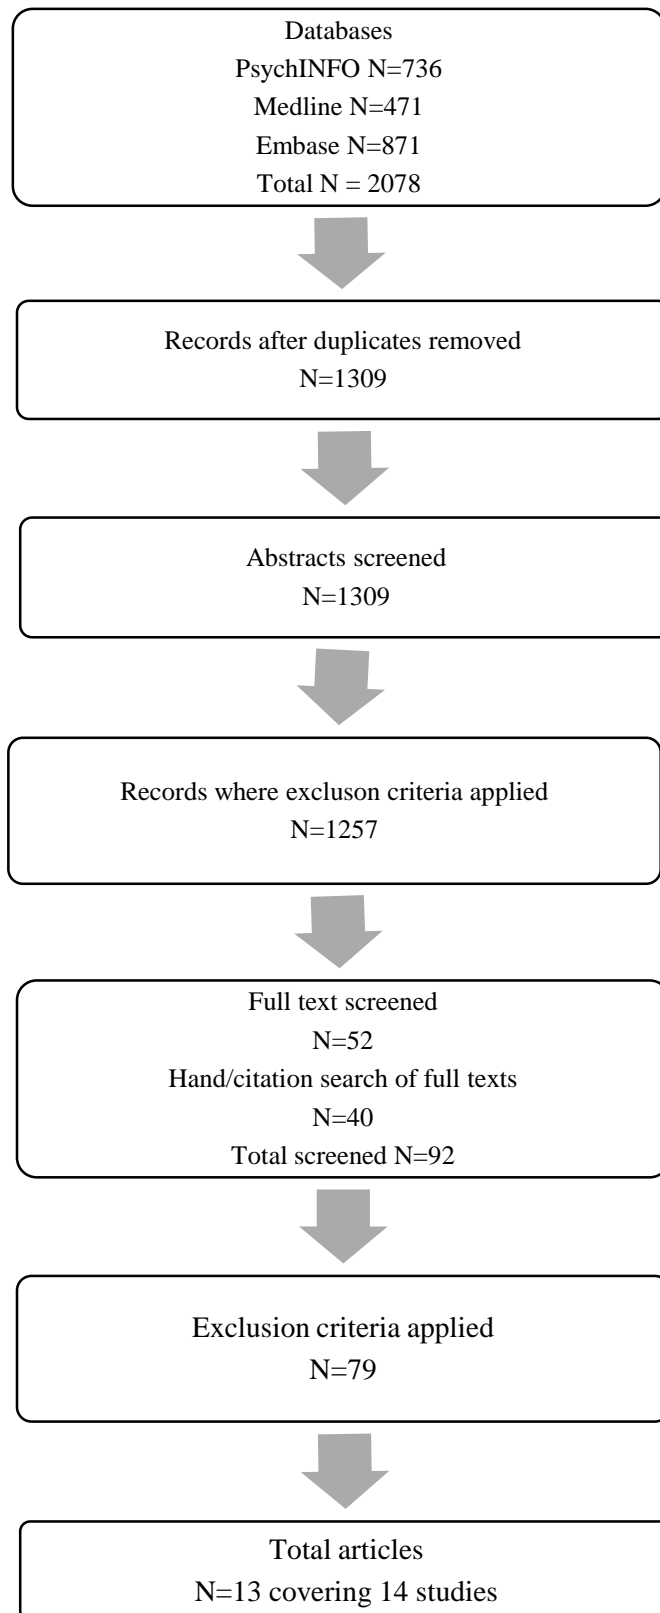 Databases
PsychINFO N=736
Medline N=471
Embase N=871
Total N = 2078
Records after duplicates removed
N=1309
Abstracts screened
N=1309
Records where excluson criteria applied
N=1257
Full text screened
N=52
Hand/citation search of full texts
N=40
Total screened N=92
Exclusion criteria applied
N=79
Total articles
N=13 covering 14 studies